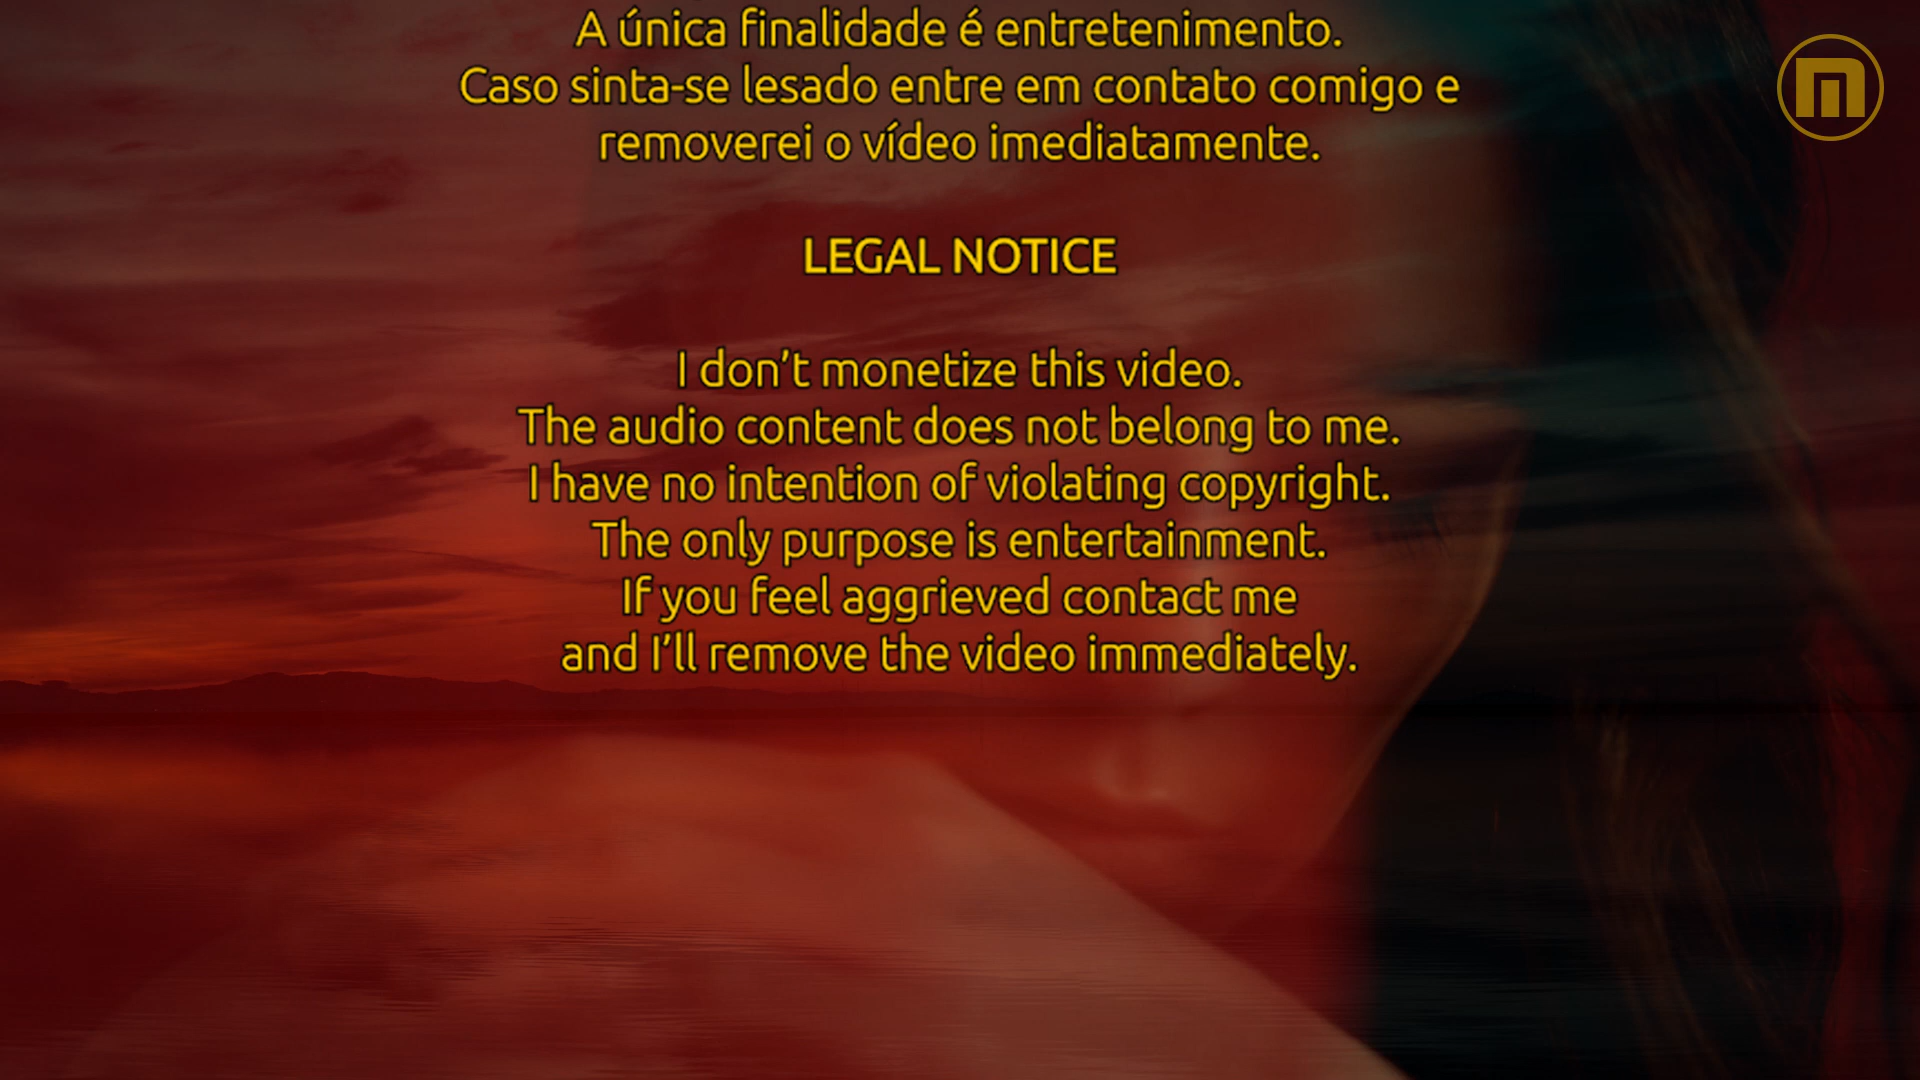 A única finalidade é entretenimento.
Caso sinta-se lesado entre em contato comigo e
removerei o vídeo imediatamente.
LEGAL NOTICE
I don’t monetize this video.
The audio content does not belong to me.
I have no intention of violating copyright.
The only purpose is entertainment.
If you feel aggrieved contact me
and I’ll remove the video immediately.